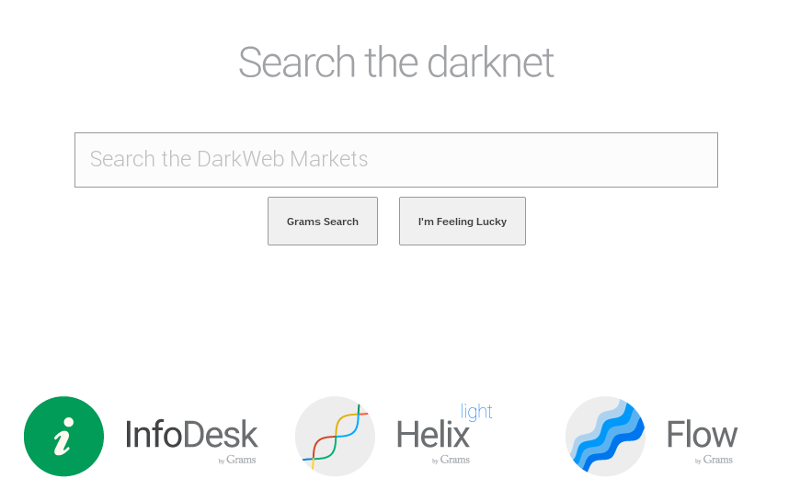 Search the darknet
Search the DarkWeb Markets
Grams Search I'm Feeling Lucky
i InfoDesk by Grams
Helix light by Grams
Flow by Grams